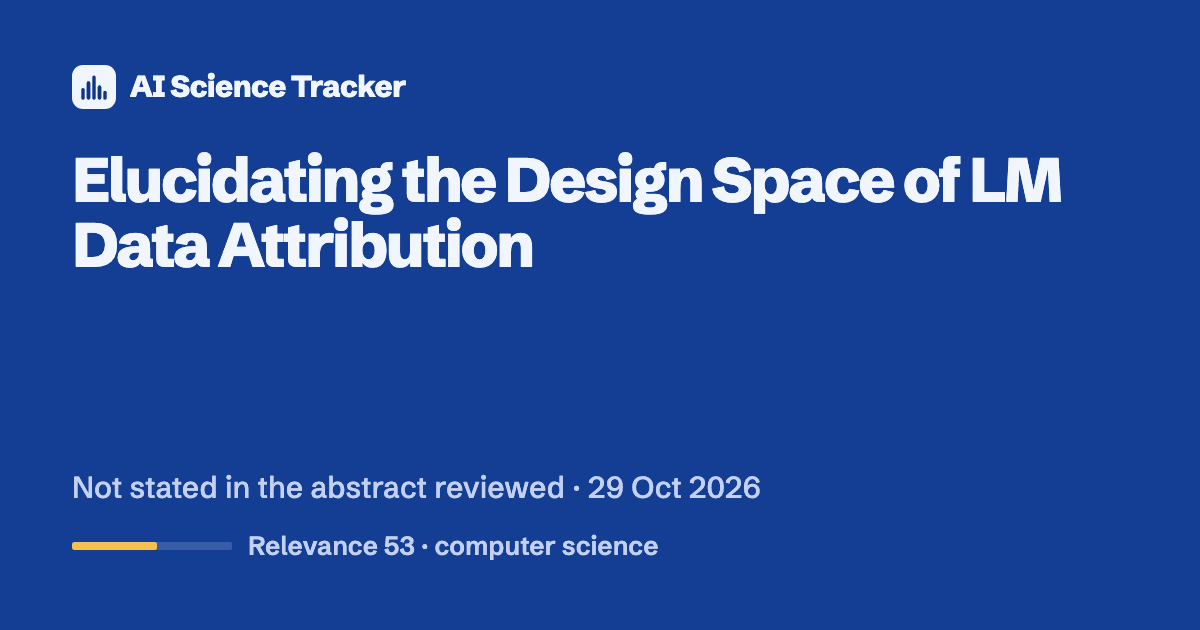 AI Science Tracker
Elucidating the Design Space of LM
Data Attribution
Not stated in the abstract reviewed · 29 Oct 2026
Relevance 53 · computer science